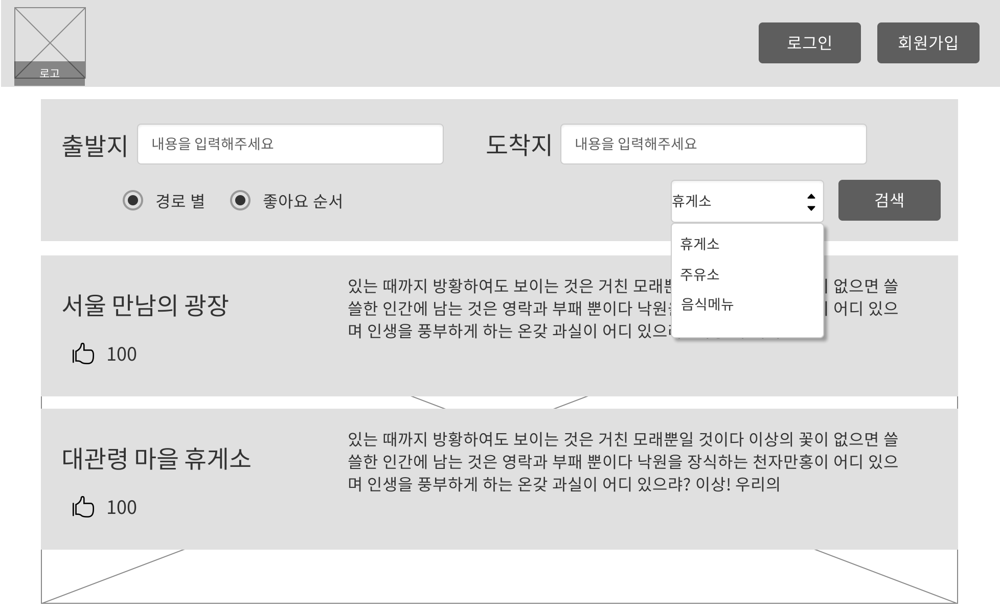 로고
로그인
회원가입
출발지
내용을 입력해주세요
도착지
내용을 입력해주세요
경로 별
좋아요 순서
휴게소
검색
휴게소
주유소
음식메뉴
서울 만남의 광장
100
있는 때까지 방황하여도 보이는 것은 거친 없으면 쓸
쓸한 인간에 남는 것은 영락과 부패 뿐이다 어디 있으
며 인생을 풍부하게 하는 온갖 과실이 어디
대관령 마을 휴게소
100
있는 때까지 방황하여도 보이는 것은 거친 모래뿐일 것이다 이상의 꽃이 없으면 쓸
쓸한 인간에 남는 것은 영락과 부패 뿐이다 낙원을 장식하는 천자만홍이 어디 있으
며 인생을 풍부하게 하는 온갖 과실이 어디 있으랴? 이상! 우리의